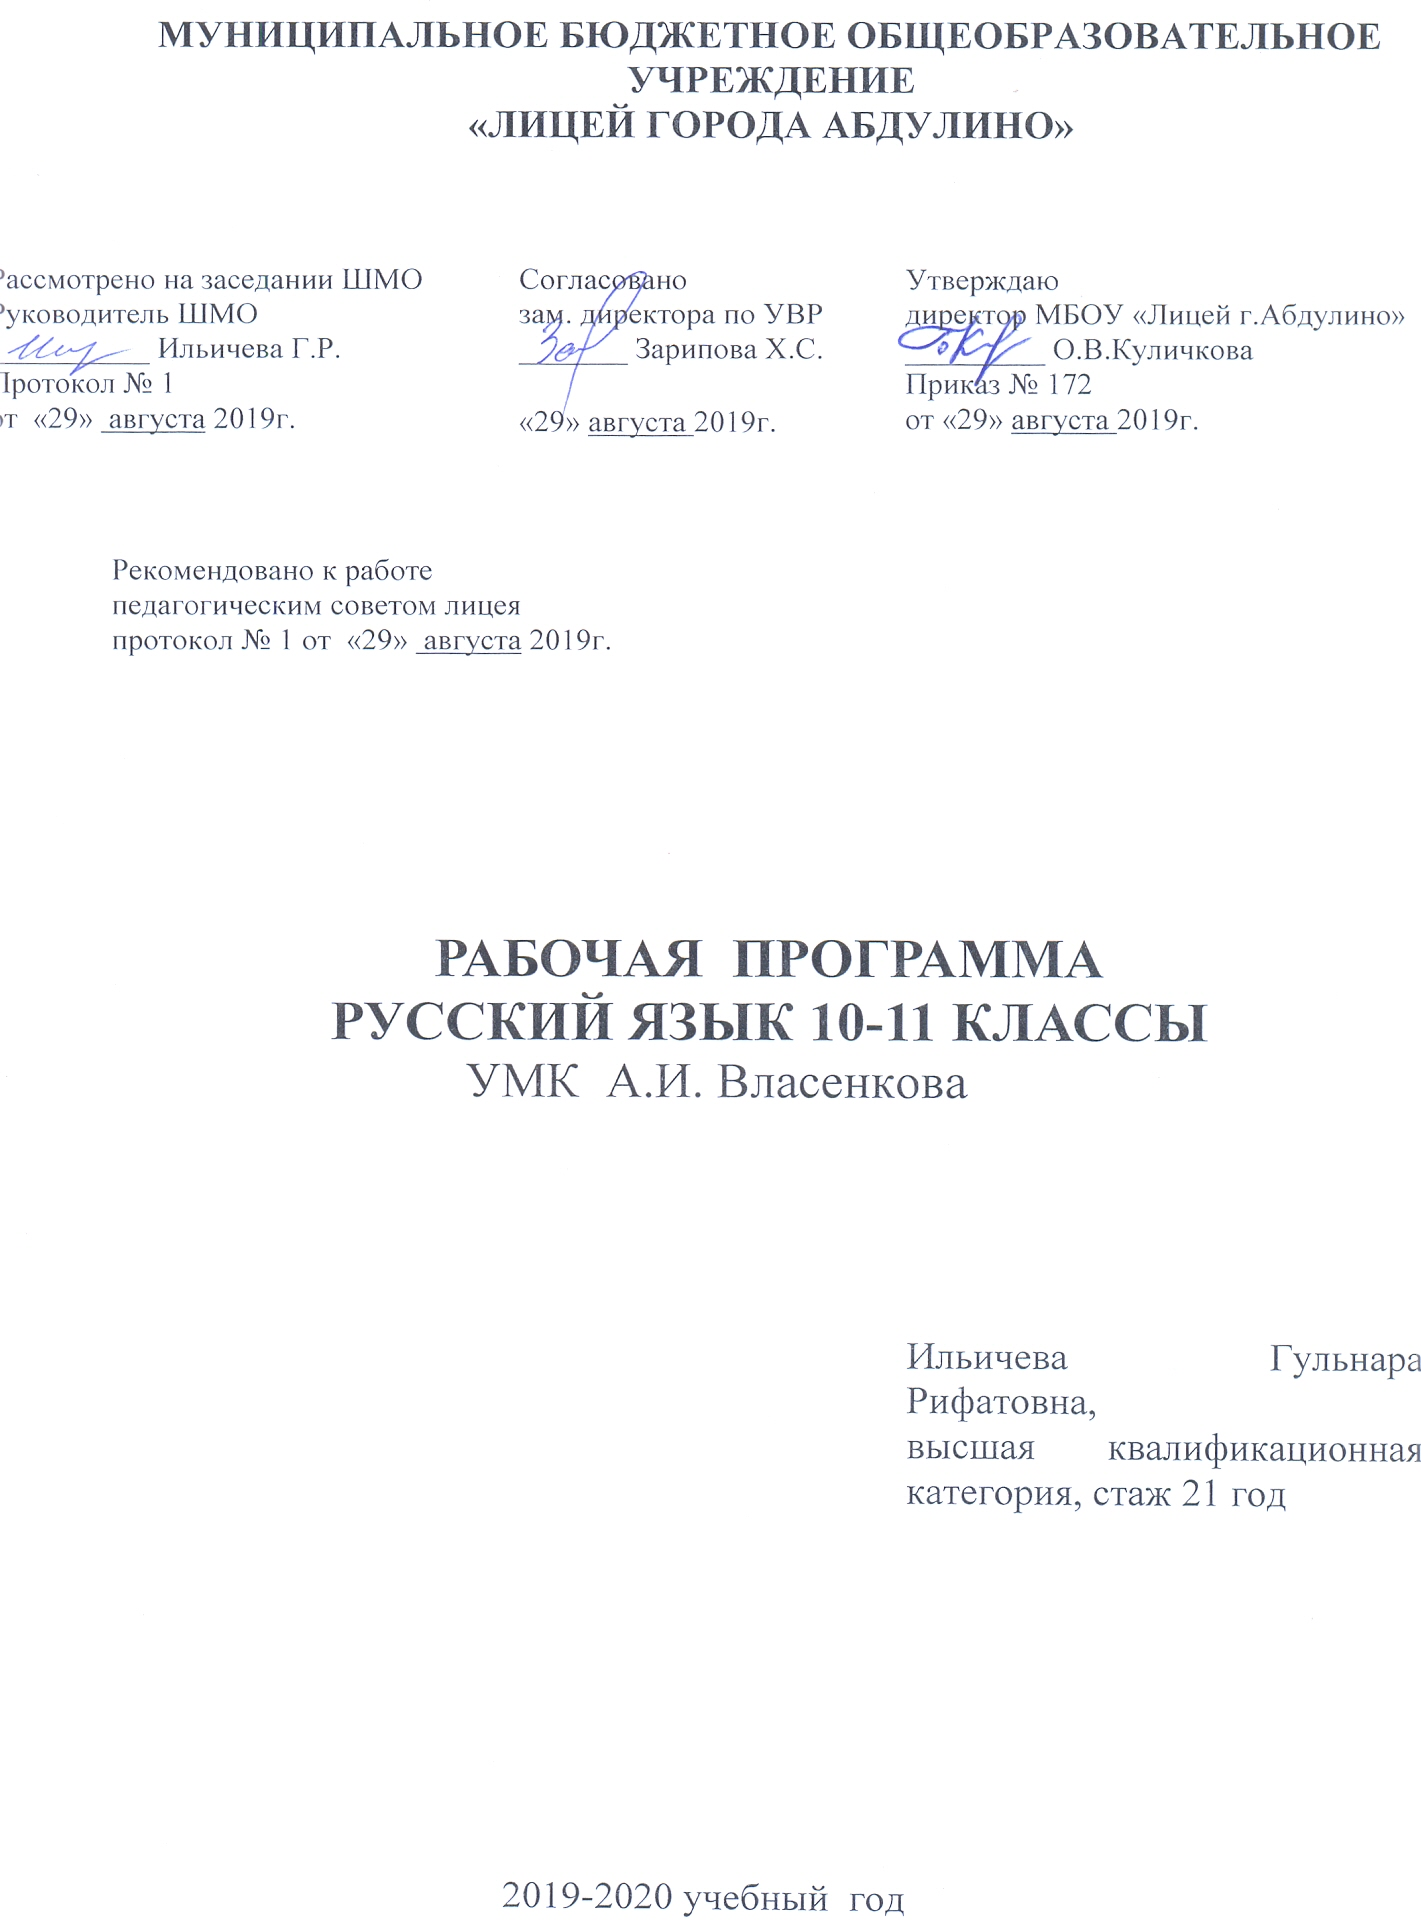 МУНИЦИПАЛЬНОЕ БЮДЖЕТНОЕ ОБЩЕОБРАЗОВАТЕЛЬНОЕ
УЧРЕЖДЕНИЕ
«ЛИЦЕЙ ГОРОДА АБДУЛИНО»
Рассмотрено на заседании ШМО
Руководитель ШМО
__________ Ильичева Г.Р.
Протокол № 1
от «29» августа 2019г.
Согласовано
зам. директора по УВР
________ Зарипова Х.С.
«29» августа 2019г.
Утверждаю
директор МБОУ «Лицей г.Абдулино»
__________ О.В.Куличкова
Приказ № 172
от «29» августа 2019г.
Рекомендовано к работе
педагогическим советом лицея
протокол № 1 от «29» августа 2019г.
РАБОЧАЯ ПРОГРАММА
РУССКИЙ ЯЗЫК 10-11 КЛАССЫ
УМК А.И. Власенкова
Ильичева Гульнара
Рифатовна,
высшая квалификационная
категория, стаж 21 год
2019-2020 учебный год